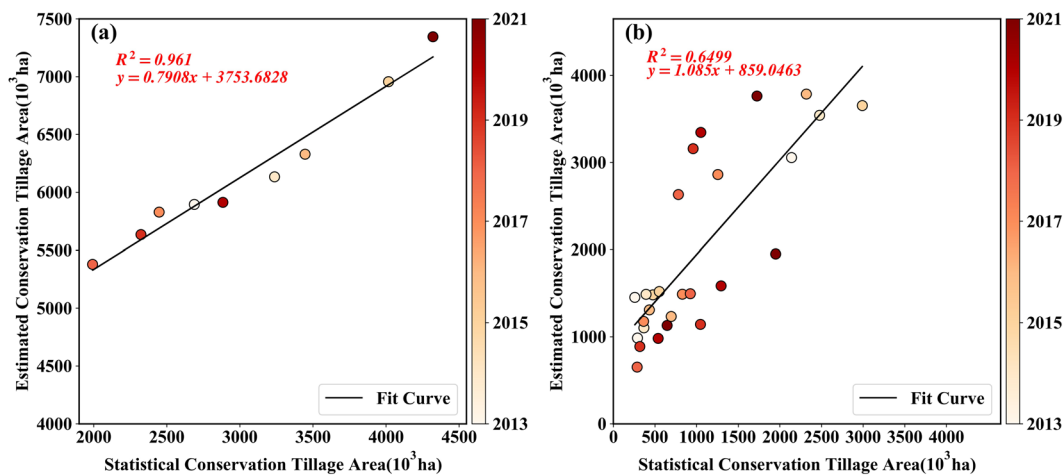 (a)
R² = 0.961
y = 0.7908x + 3753.6828
Estimated Conservation Tillage Area(10³ha)
7500
7000
6500
6000
5500
5000
4500
4000
2000 2500 3000 3500 4000 4500
Statistical Conservation Tillage Area(10³ha)
Fit Curve
2021
2019
2017
2015
2013
(b)
R² = 0.6499
y = 1.085x + 859.0463
Estimated Conservation Tillage Area(10³ha)
4000
3000
2000
1000
0
0 500 1000 1500 2000 2500 3000 3500 4000
Statistical Conservation Tillage Area(10³ha)
Fit Curve
2021
2019
2017
2015
2013